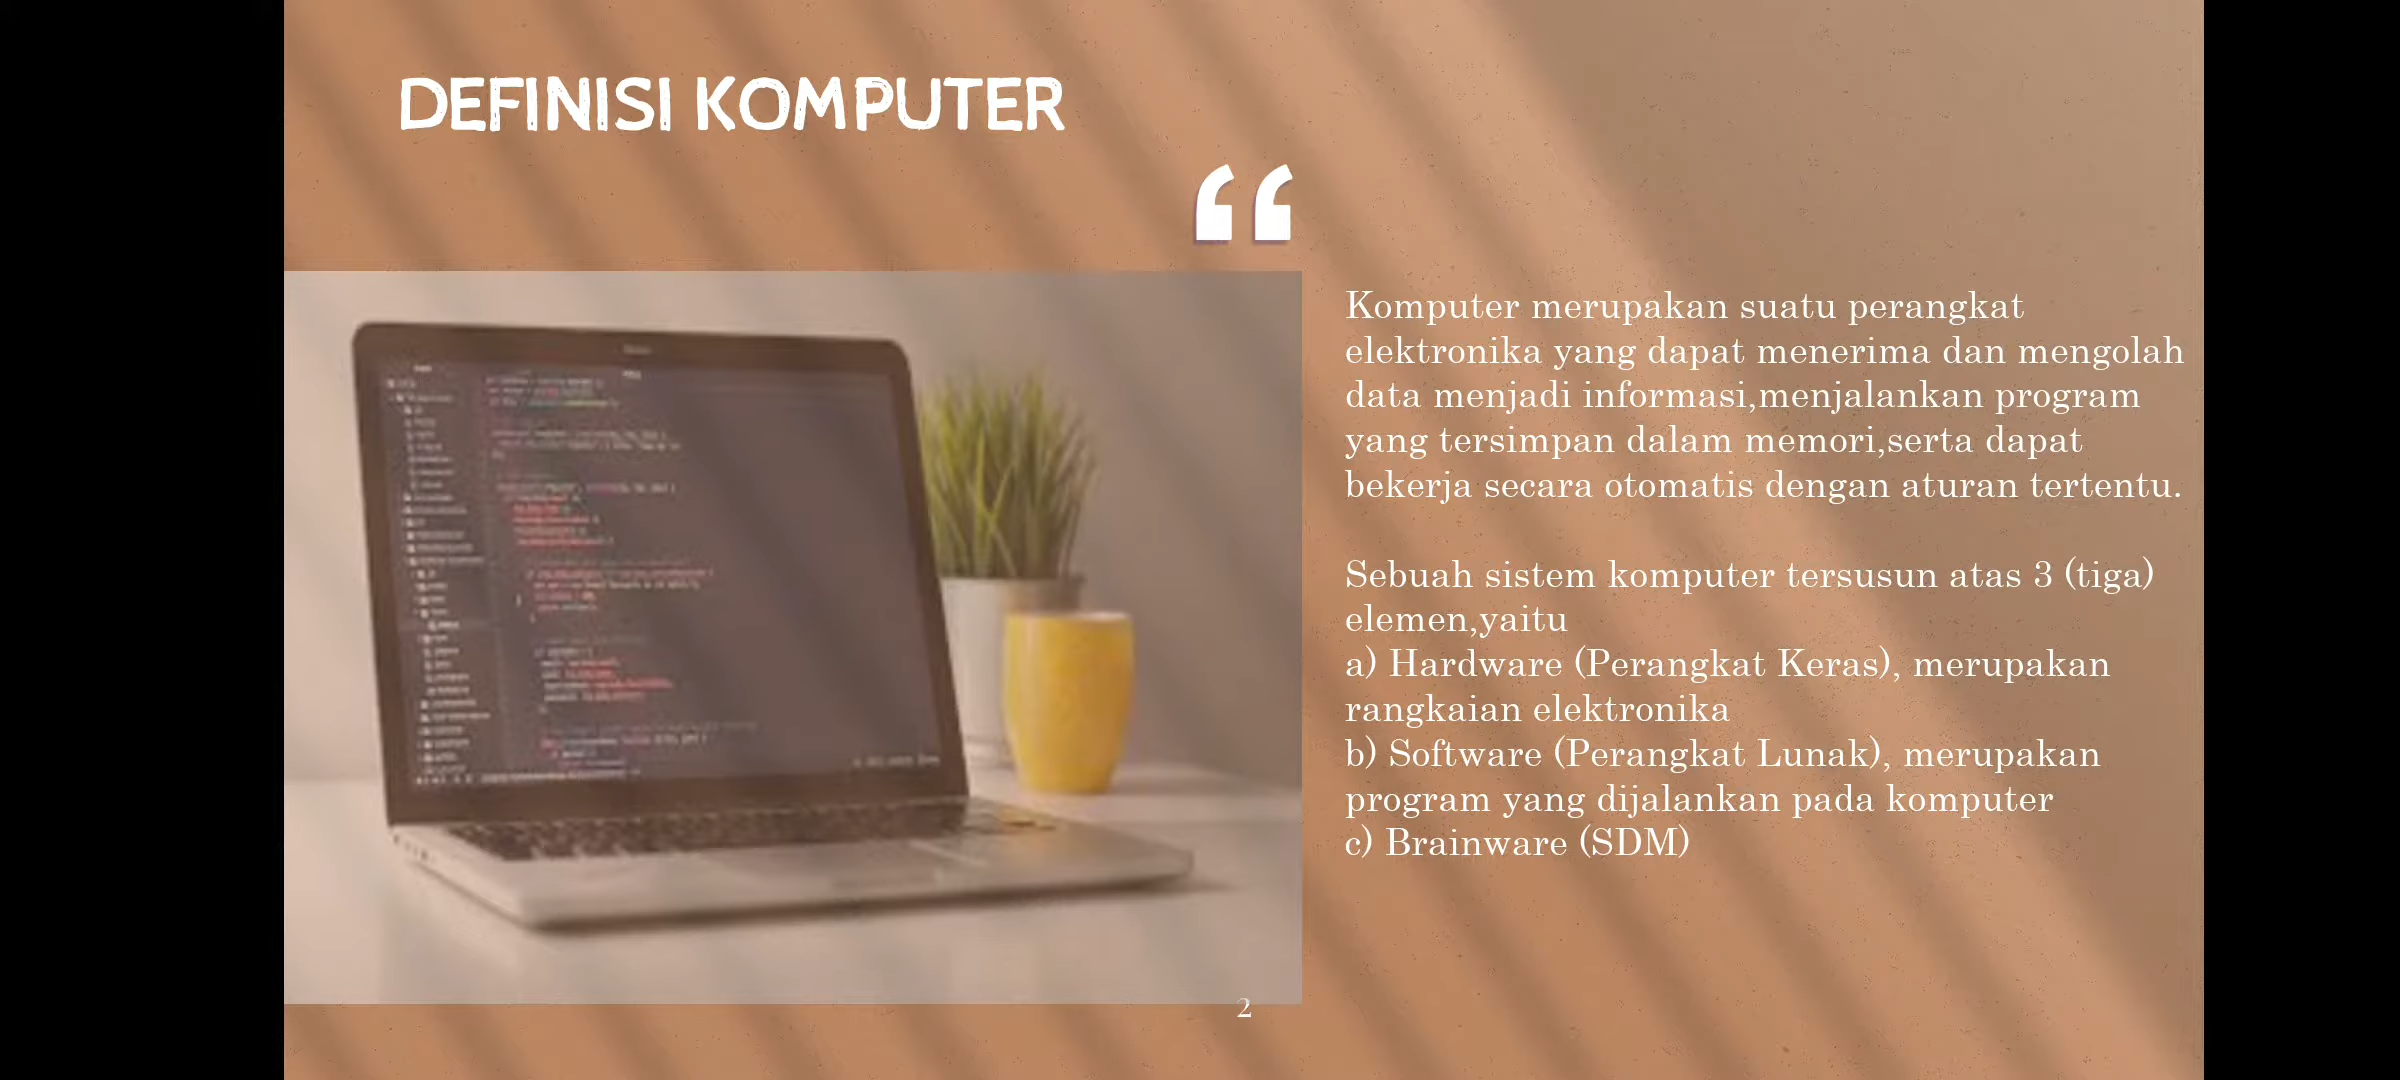 DEFINISI KOMPUTER
“
Komputer merupakan suatu perangkat
elektronika yang dapat menerima dan mengolah
data menjadi informasi,menjalankan program
yang tersimpan dalam memori,serta dapat
bekerja secara otomatis dengan aturan tertentu.
Sebuah sistem komputer tersusun atas 3 (tiga)
elemen,yaitu
a) Hardware (Perangkat Keras), merupakan
rangkaian elektronika
b) Software (Perangkat Lunak), merupakan
program yang dijalankan pada komputer
c) Brainware (SDM)
2